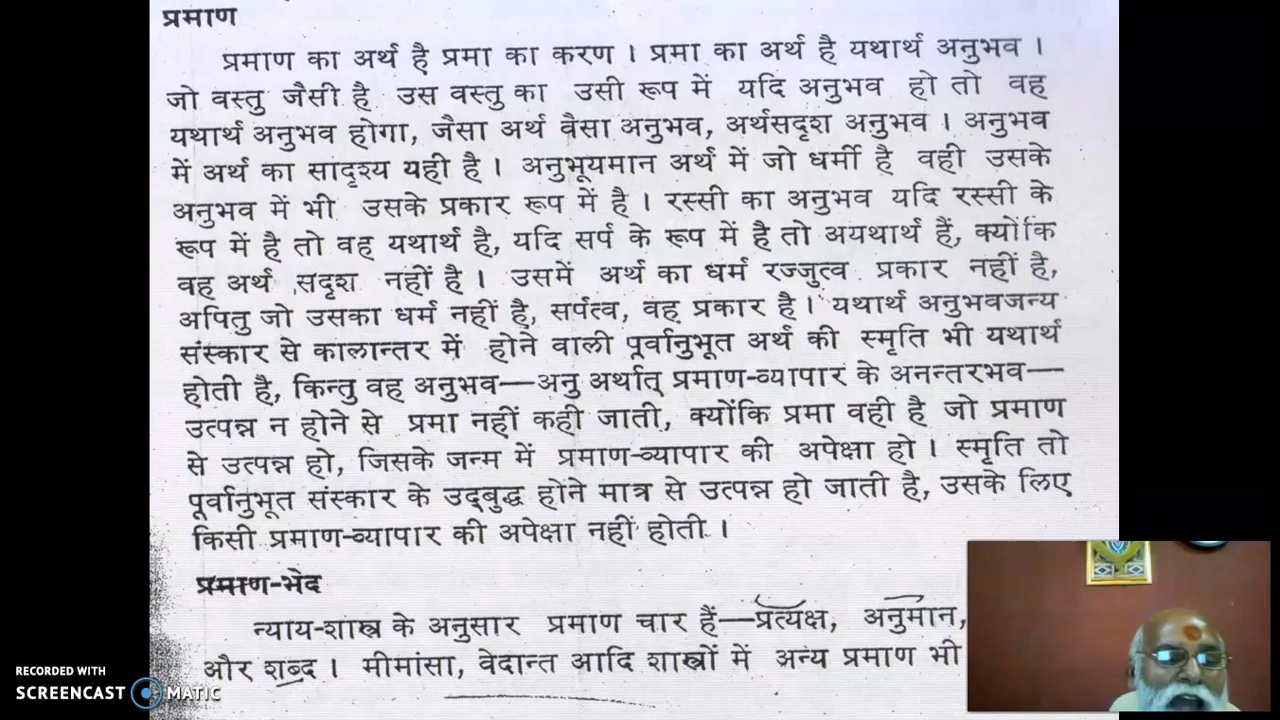 प्रमाण
प्रमाण का अर्थ है प्रमा का करण । प्रमा का अर्थ है यथार्थ अनुभव ।
जो वस्तु जैसी है उस वस्तु का उसी रूप में यदि अनुभव हो तो वह
यथार्थ अनुभव होगा, जैसा अर्थ वैसा अनुभव, अर्थसदृश अनुभव । अनुभव
में अर्थ का सादृश्य यही है । अनुभूयमान अर्थ में जो धर्मी है वही उसके
अनुभव में भी उसके प्रकार रूप में है । रस्सी का अनुभव यदि रस्सी के
रूप में है तो वह यथार्थ है, यदि सर्प के रूप में है तो अयथार्थ हैं, क्योंकि
वह अर्थ सदृश नहीं है । उसमें अर्थ का धर्म रज्जुत्व प्रकार नहीं है,
अपितु जो उसका धर्म नहीं है, सर्पत्व, वह प्रकार है । यथार्थ अनुभवजन्य
संस्कार से कालान्तर में होने वाली पूर्वानुभूत अर्थ की स्मृति भी यथार्थ
होती है, किन्तु वह अनुभव—अनु अर्थात् प्रमाण-व्यापार के अनन्तरभव—
उत्पन्न न होने से प्रमा नहीं कही जाती, क्योंकि प्रमा वही है जो प्रमाण
से उत्पन्न हो, जिसके जन्म में प्रमाण-व्यापार की अपेक्षा हो । स्मृति तो
पूर्वानुभूत संस्कार के उद्‌बुद्ध होने मात्र से उत्पन्न हो जाती है, उसके लिए
किसी प्रमाण-व्यापार की अपेक्षा नहीं होती ।
प्रमाण-भेद
न्याय-शास्त्र के अनुसार प्रमाण चार हैं—प्रत्यक्ष, अनुमान,
और शब्द । मीमांसा, वेदान्त आदि शास्त्रों में अन्य प्रमाण भी
RECORDED WITH
SCREENCAST MATIC